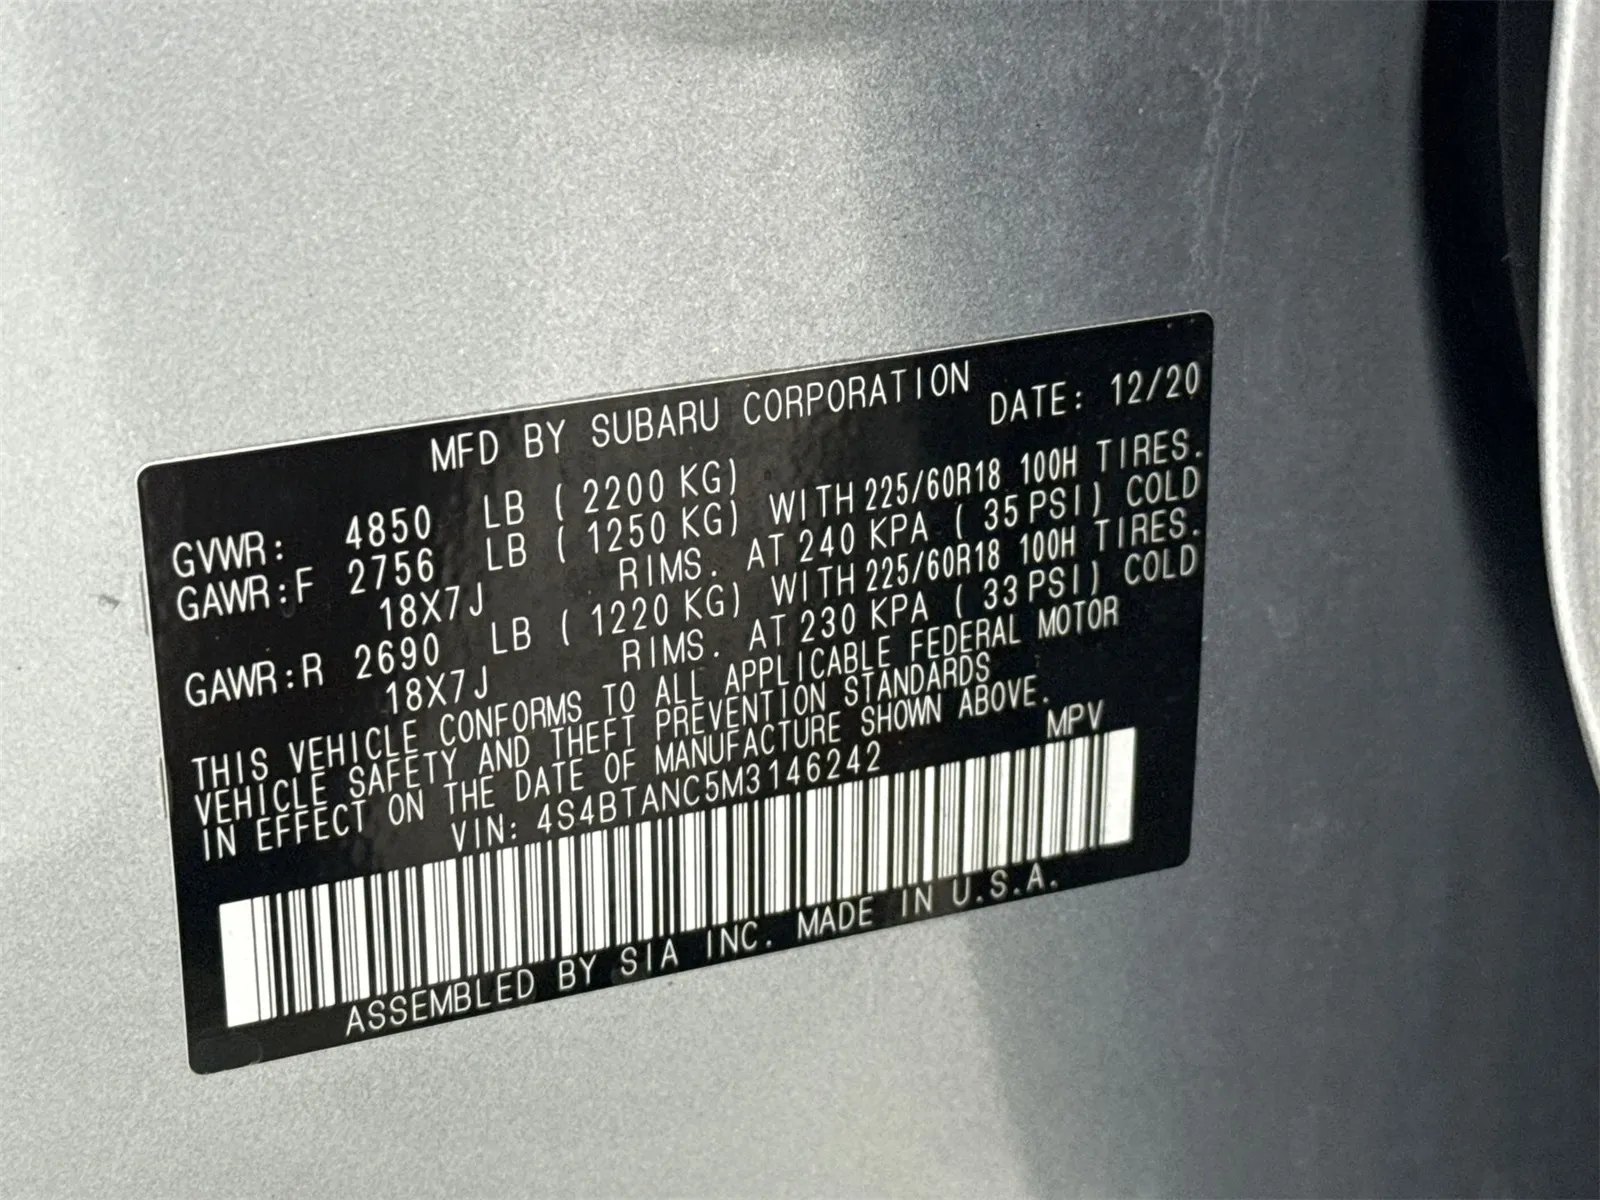 MFD BY SUBARU CORPORATION DATE: 12/20
GVWR: 4850 LB ( 2200 KG)
GAWR:F 2756 LB ( 1250 KG) WITH 225/60R18 100H TIRES.
18X7J RIMS. AT 240 KPA ( 35 PSI) COLD
GAWR:R 2690 LB ( 1220 KG) WITH 225/60R18 100H TIRES.
18X7J RIMS. AT 230 KPA ( 33 PSI) COLD
THIS VEHICLE CONFORMS TO ALL APPLICABLE FEDERAL MOTOR
VEHICLE SAFETY AND THEFT PREVENTION STANDARDS
IN EFFECT ON THE DATE OF MANUFACTURE SHOWN ABOVE.
VIN: 4S4BTANC5M3146242 MPV
ASSEMBLED BY SIA INC. MADE IN U.S.A.